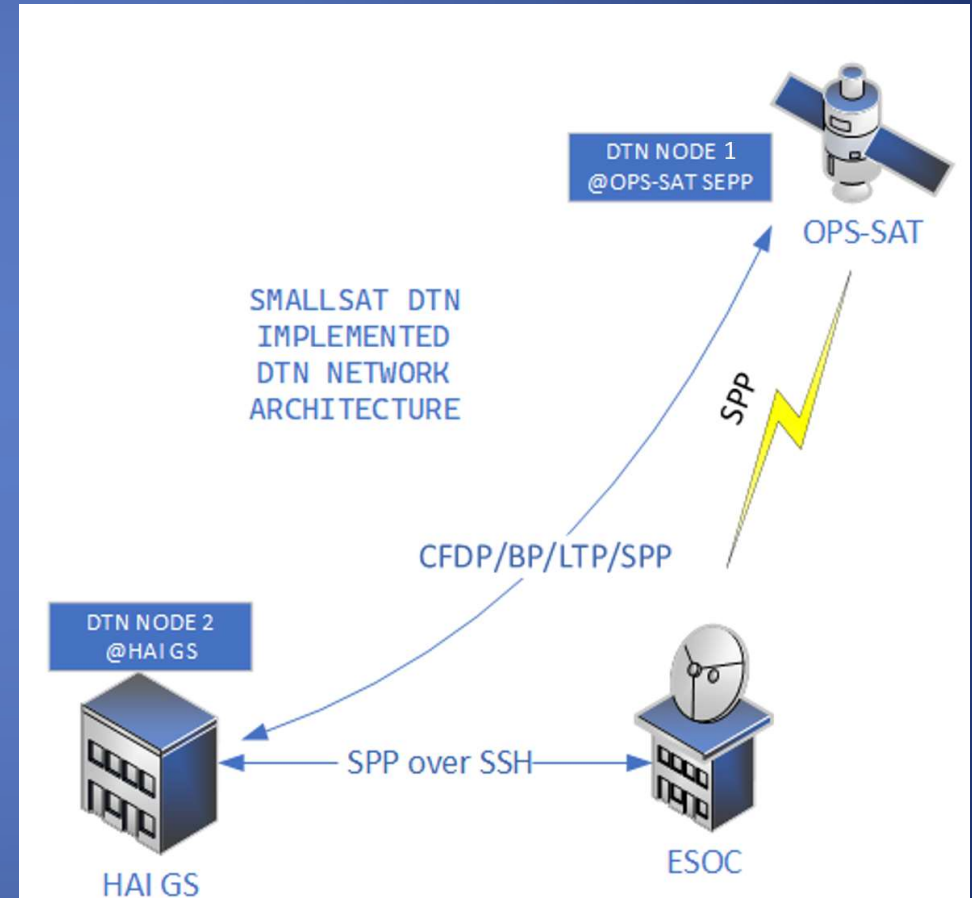 DTN NODE 1
@OPS-SAT SEPP
OPS-SAT
SMALLSAT DTN
IMPLEMENTED
DTN NETWORK
ARCHITECTURE
SPP
CFDP/BP/LTP/SPP
DTN NODE 2
@HAI GS
SPP over SSH
ESOC
HAI GS